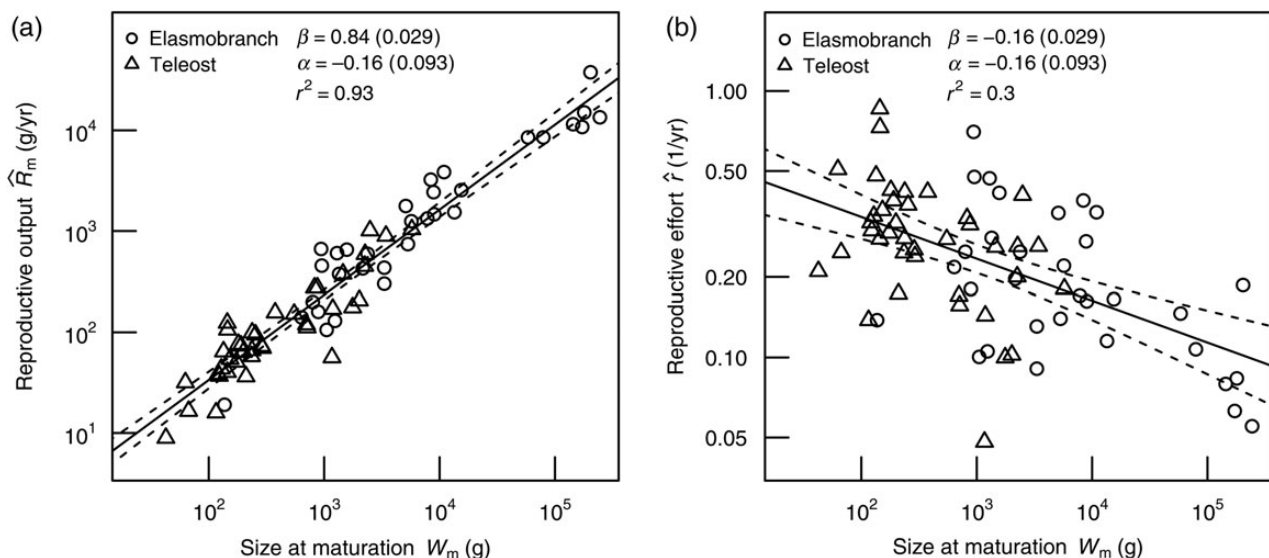 (a)
Elasmobranch β = 0.84 (0.029)
Teleost α = −0.16 (0.093)
r² = 0.93
Reproductive output R̂ₘ (g/yr)
10⁴
10³
10²
10¹
10² 10³ 10⁴ 10⁵
Size at maturation Wₘ (g)
(b)
Elasmobranch β = −0.16 (0.029)
Teleost α = −0.16 (0.093)
r² = 0.3
Reproductive effort r̂ (1/yr)
1.00
0.50
0.20
0.10
0.05
10² 10³ 10⁴ 10⁵
Size at maturation Wₘ (g)